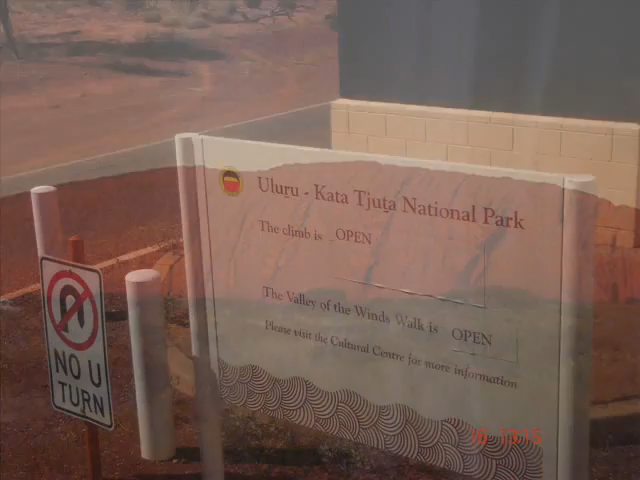 Uluṟu - Kata Tjuṯa National Park
The climb is OPEN
The Valley of the Winds Walk is OPEN
Please visit the Cultural Centre for more information
NO U
TURN